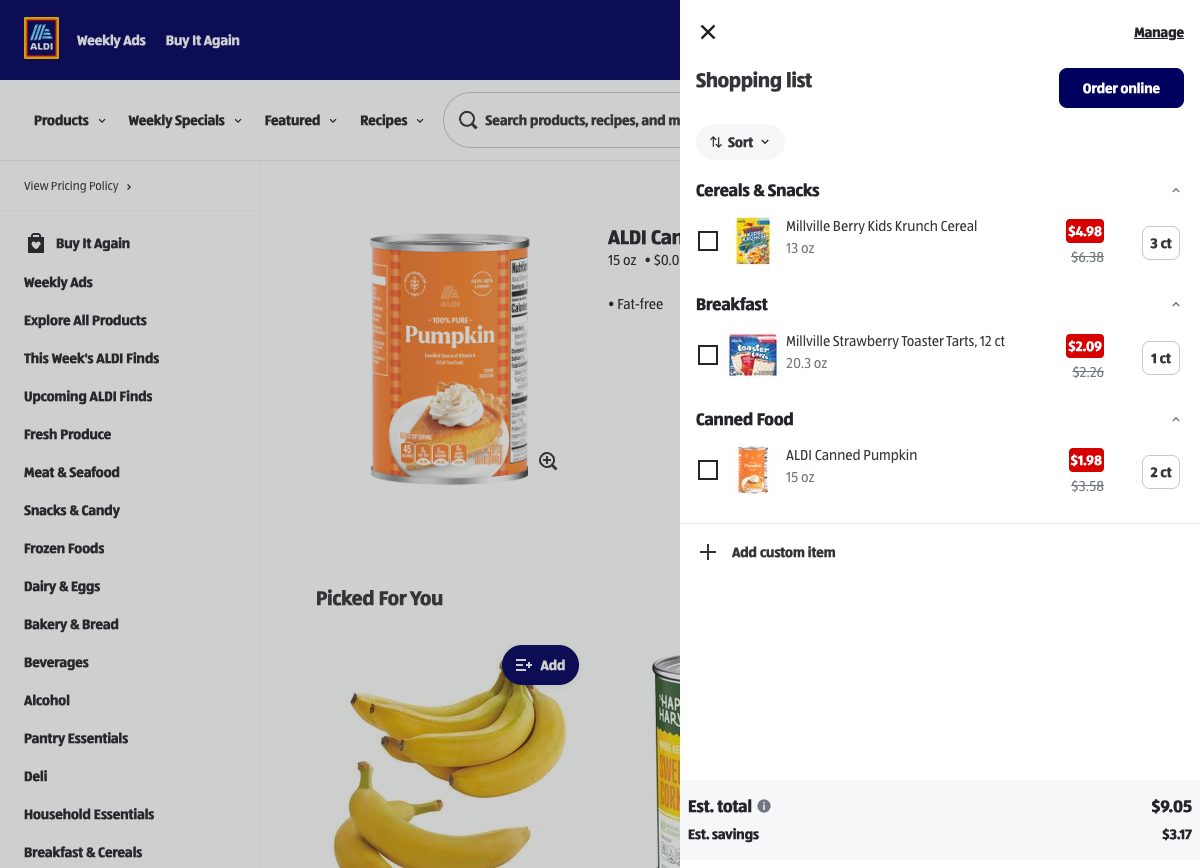 ALDI
Weekly Ads
Buy It Again
Products
Weekly Specials
Featured
Recipes
Search products, recipes, and m
View Pricing Policy
Buy It Again
Weekly Ads
Explore All Products
This Week's ALDI Finds
Upcoming ALDI Finds
Fresh Produce
Meat & Seafood
Snacks & Candy
Frozen Foods
Dairy & Eggs
Bakery & Bread
Beverages
Alcohol
Pantry Essentials
Deli
Household Essentials
Breakfast & Cereals
ALDI
- 100% PURE -
Pumpkin
ALDI Can
15 oz • $0.0
• Fat-free
Picked For You
Add
Manage
Shopping list
Order online
Sort
Cereals & Snacks
Millville Berry Kids Krunch Cereal
13 oz
$4.98
$6.38
3 ct
Breakfast
toaster
tarts
Millville Strawberry Toaster Tarts, 12 ct
20.3 oz
$2.09
$2.26
1 ct
Canned Food
Pumpkin
ALDI Canned Pumpkin
15 oz
$1.98
$3.58
2 ct
Add custom item
Est. total
$9.05
Est. savings
$3.17